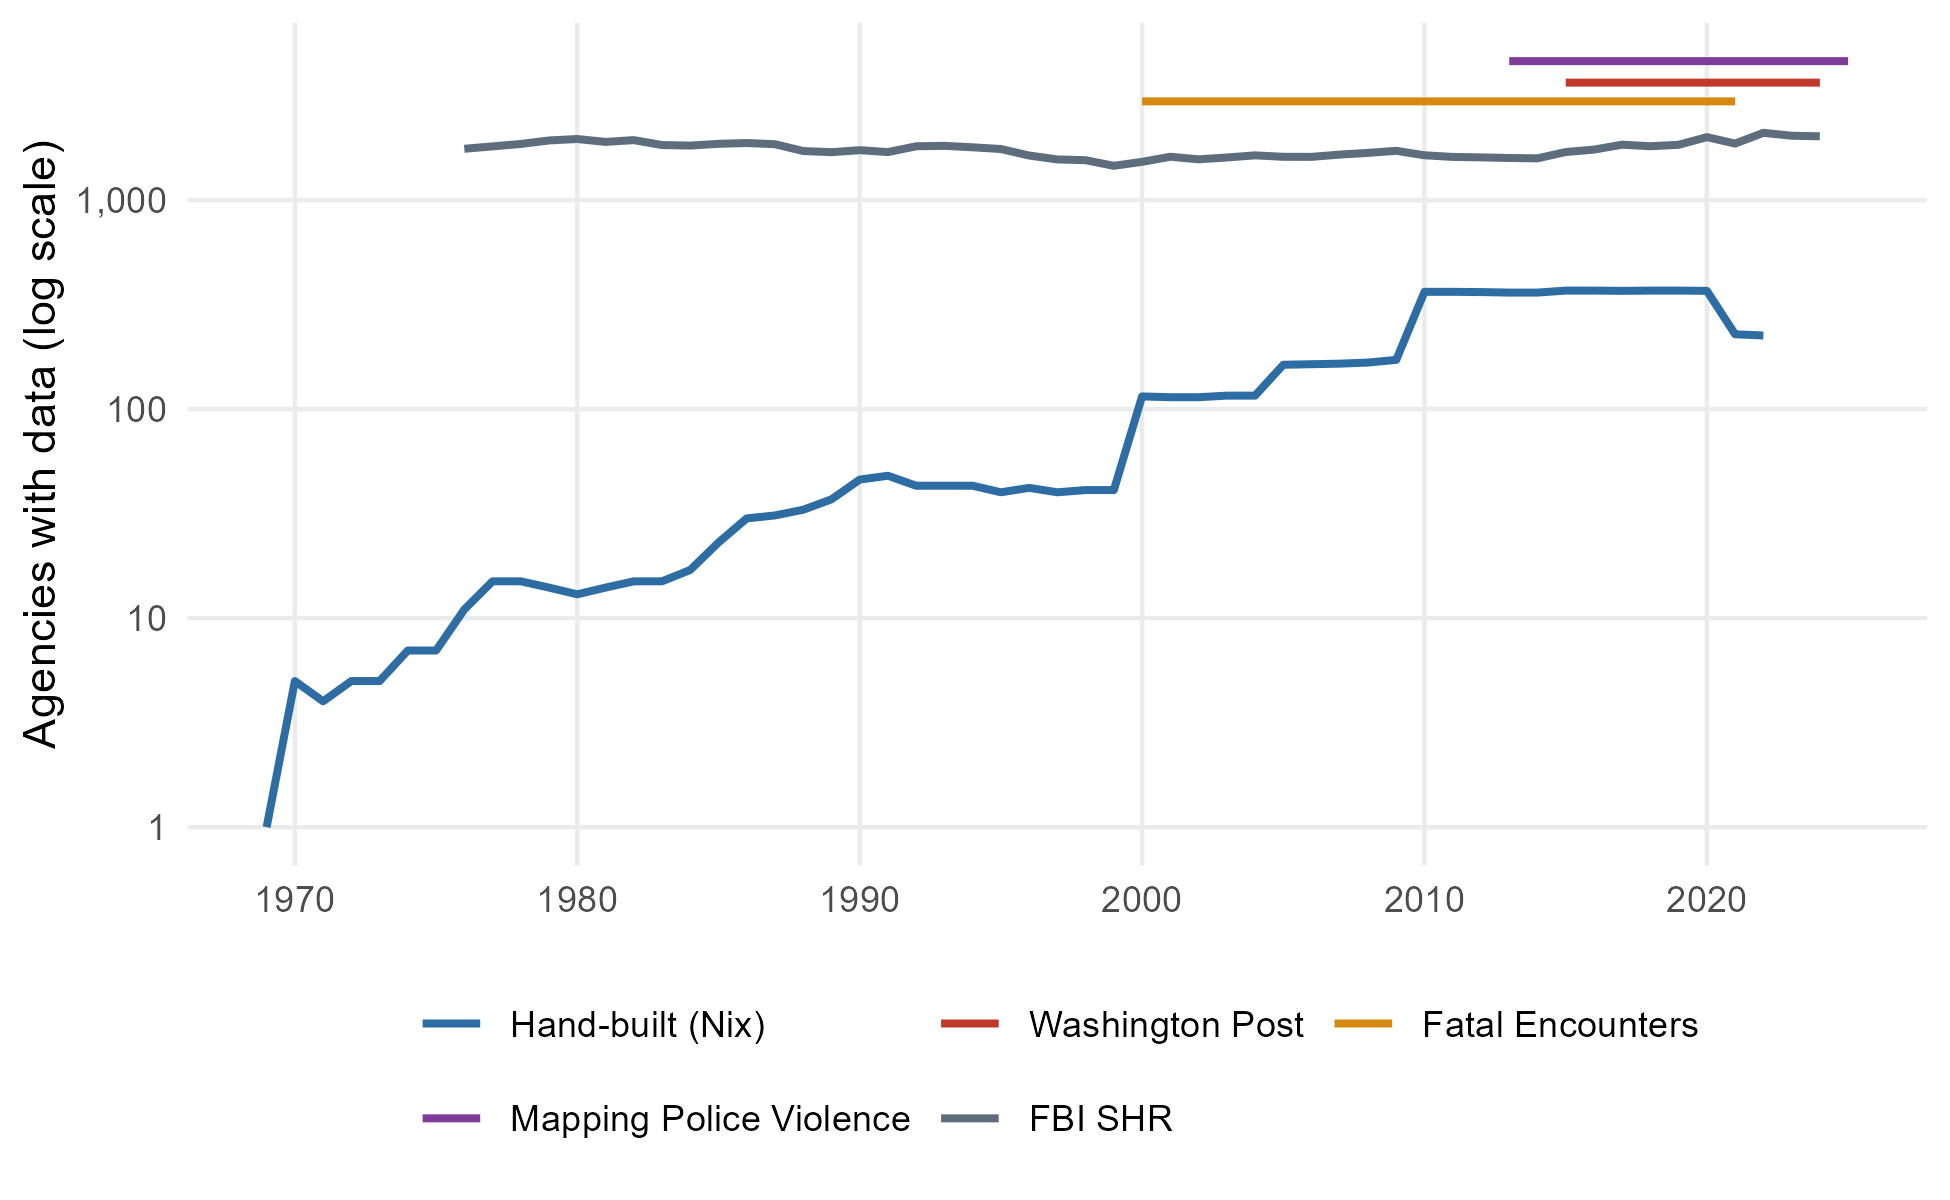 Agencies with data (log scale)
1,000
100
10
1
1970 1980 1990 2000 2010 2020
Hand-built (Nix) Washington Post Fatal Encounters
Mapping Police Violence FBI SHR